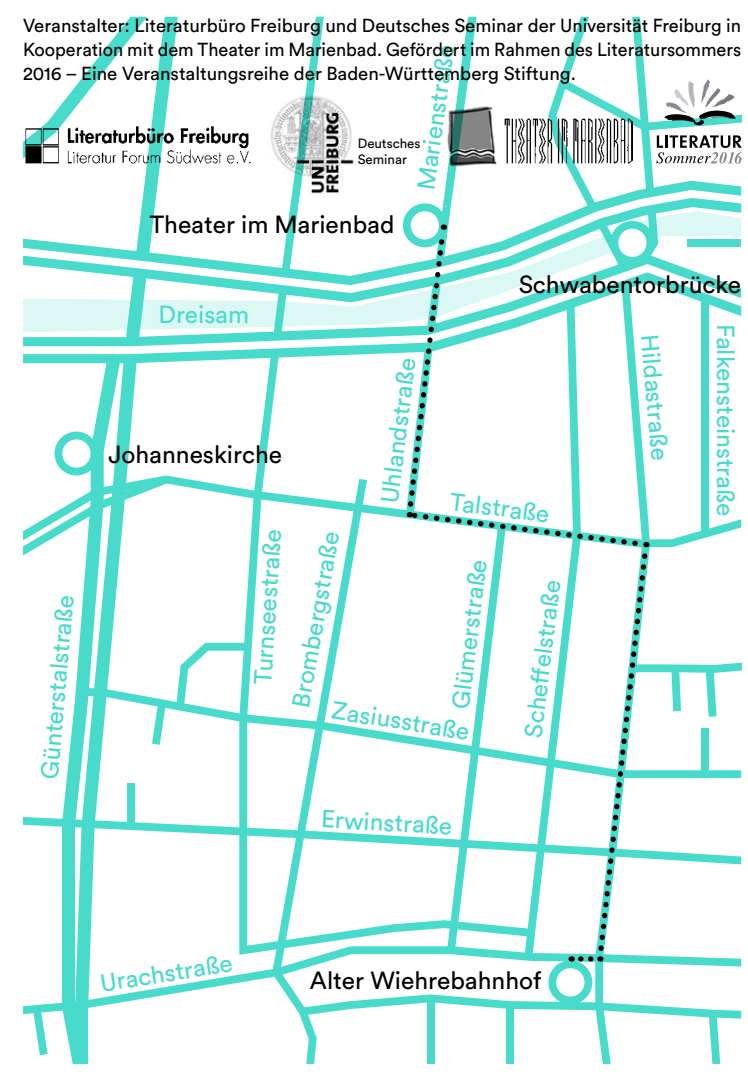 Veranstalter: Literaturbüro Freiburg und Deutsches Seminar der Universität Freiburg in
Kooperation mit dem Theater im Marienbad. Gefördert im Rahmen des Literatursommers
2016 – Eine Veranstaltungsreihe der Baden-Württemberg Stiftung.
Literaturbüro Freiburg
Literatur Forum Südwest e.V.
UNI
FREIBURG
Deutsches
Seminar
THEATER IM MARIENBAD
LITERATUR
Sommer2016
Marienstraße
Theater im Marienbad
Schwabentorbrücke
Dreisam
Hildastraße
Falkensteinstraße
Uhlandstraße
Johanneskirche
Talstraße
Turnseestraße
Brombergstraße
Glümerstraße
Scheffelstraße
Günterstalstraße
Zasiusstraße
Erwinstraße
Urachstraße
Alter Wiehrebahnhof